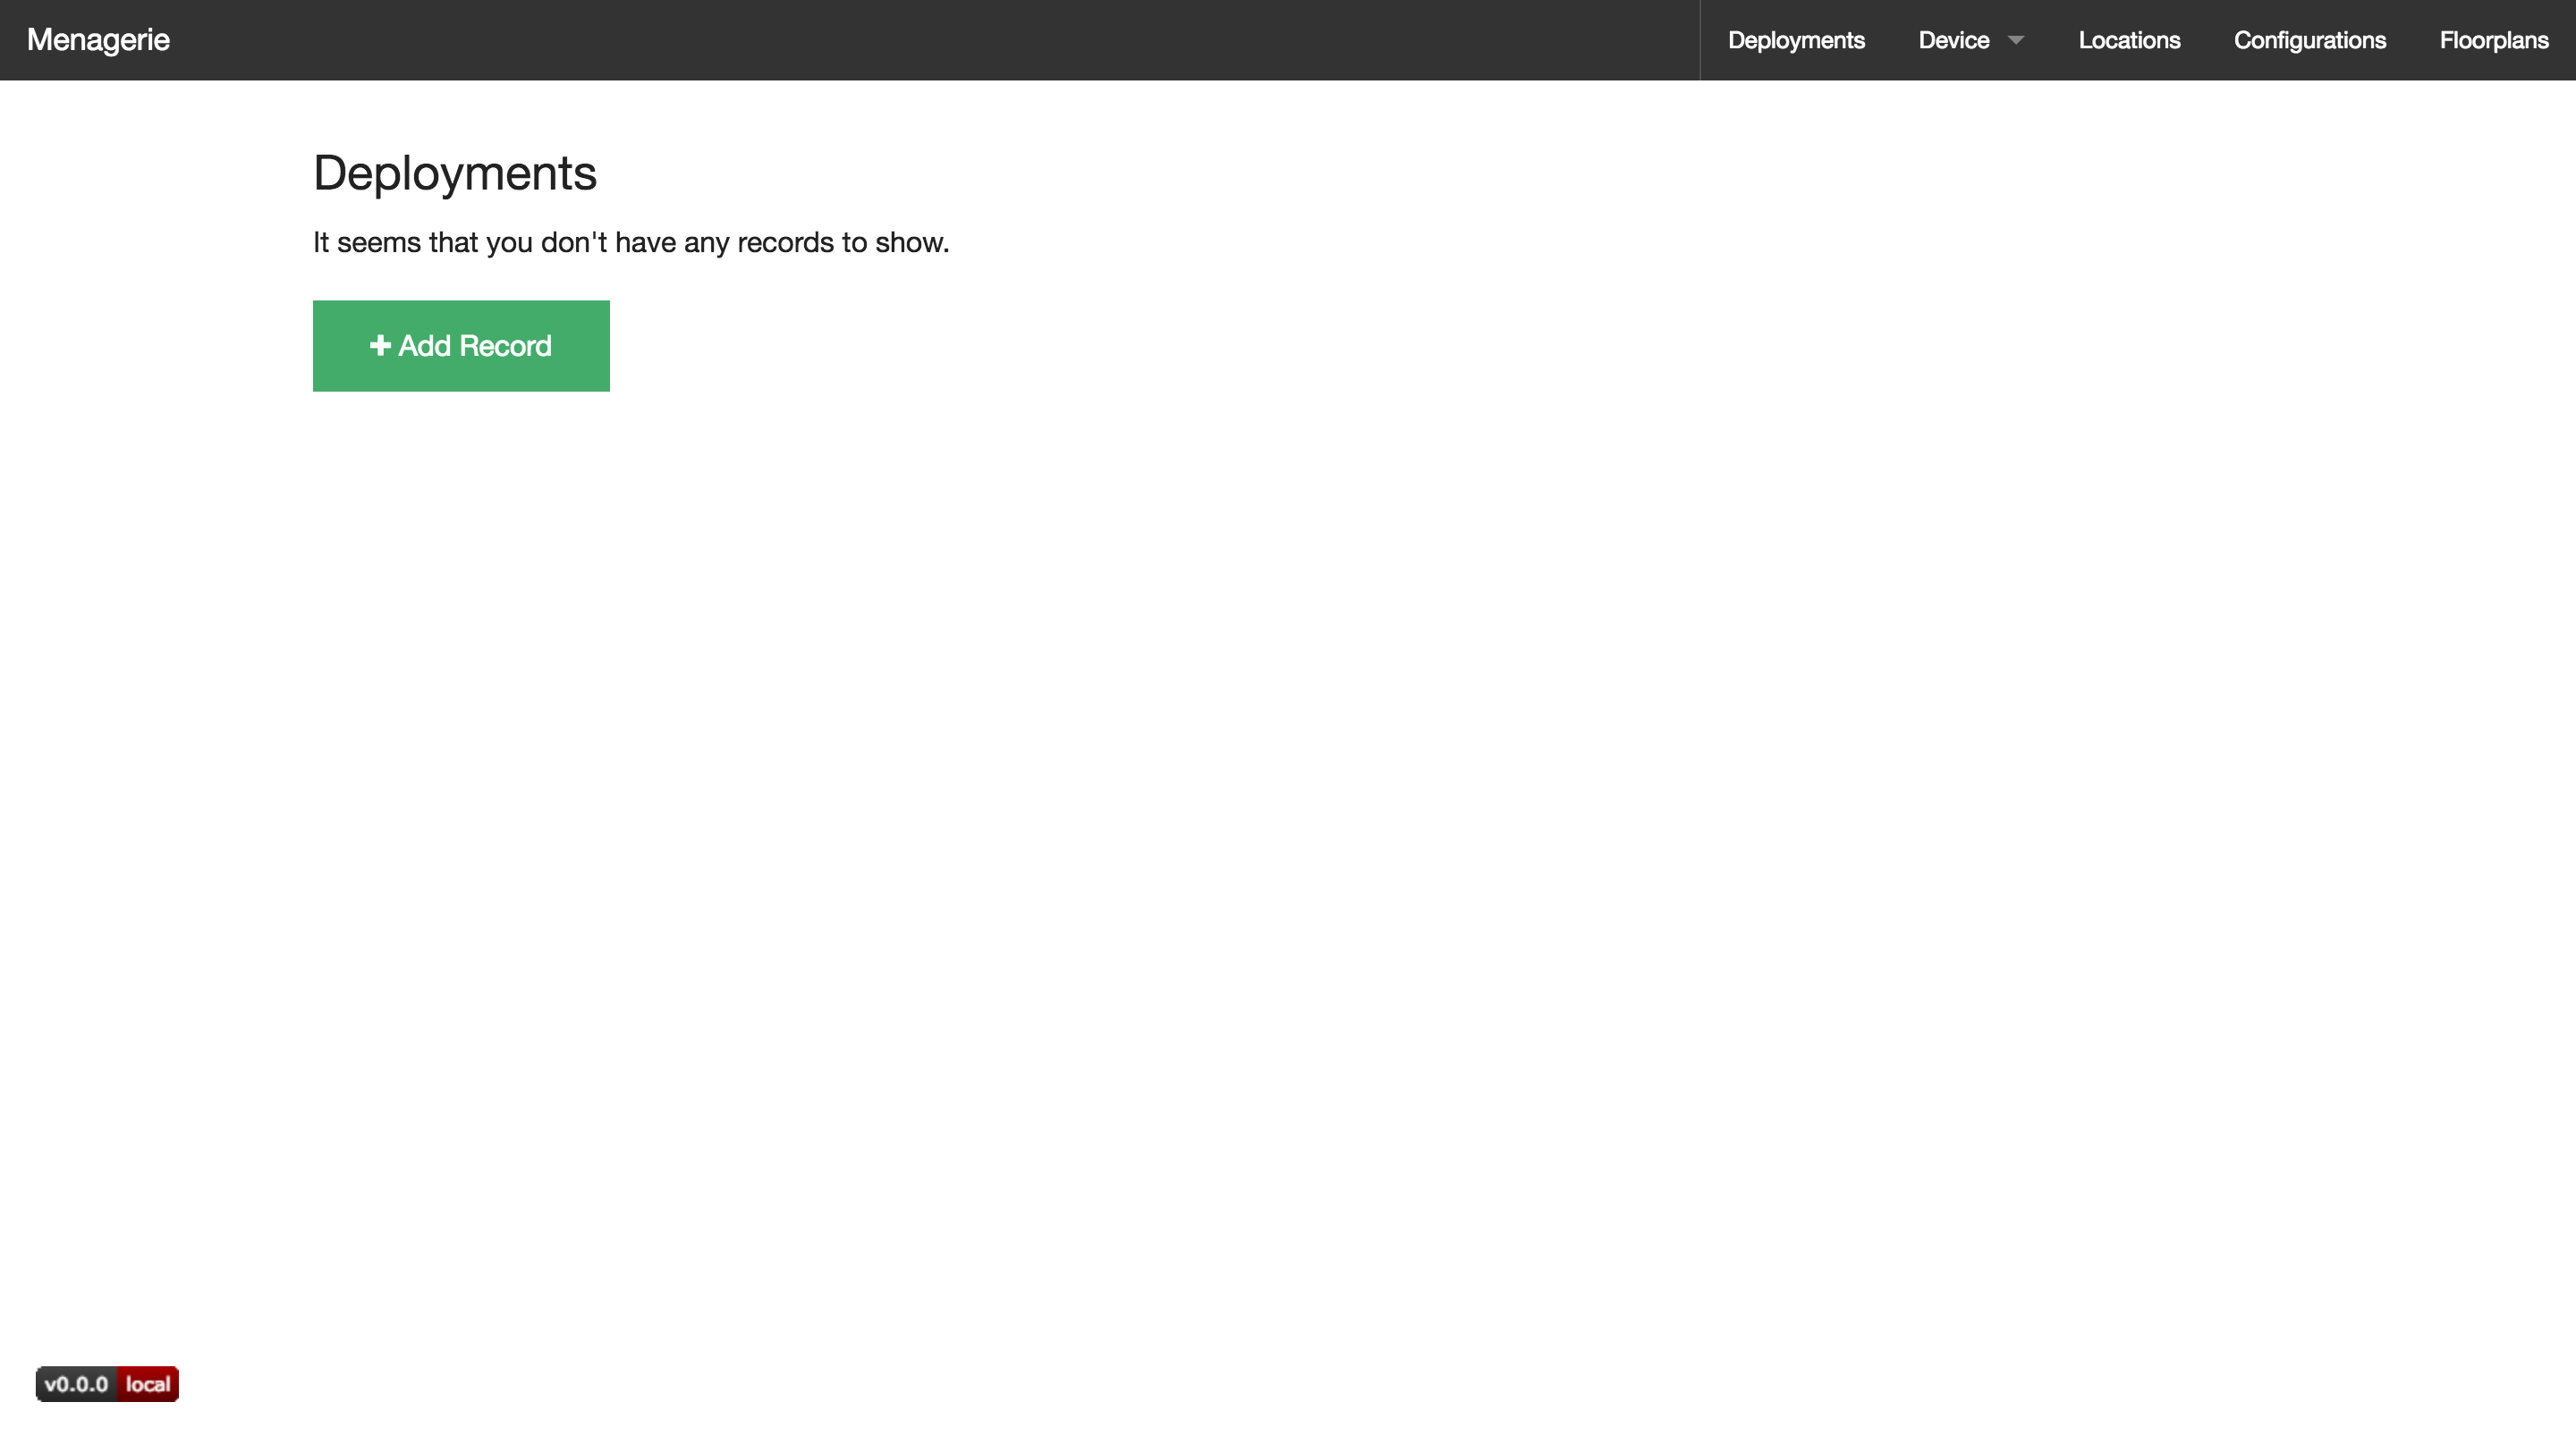 Menagerie
Deployments Device Locations Configurations Floorplans
Deployments
It seems that you don't have any records to show.
Add Record
v0.0.0 local